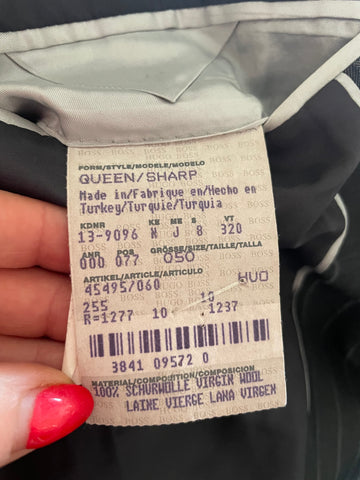 FORM/STYLE/MODELE/MODELO
QUEEN/SHARP
Made in/Fabrique en/Hecho en
Turkey/Turquie/Turquia
KDNR KE ME S VT
13-9096 N J 8 320
ANR POS GRÖSSE/SIZE/TAILLE/TALLA
000 077 050
ARTIKEL/ARTICLE/ARTICULO
45495/060 HUO
255 10
R=1277 10 .1237
3841 09572 0
MATERIAL/COMPOSITION/COMPOSICION
100% SCHURWOLLE VIRGIN WOOL
LAINE VIERGE LANA VIRGEN